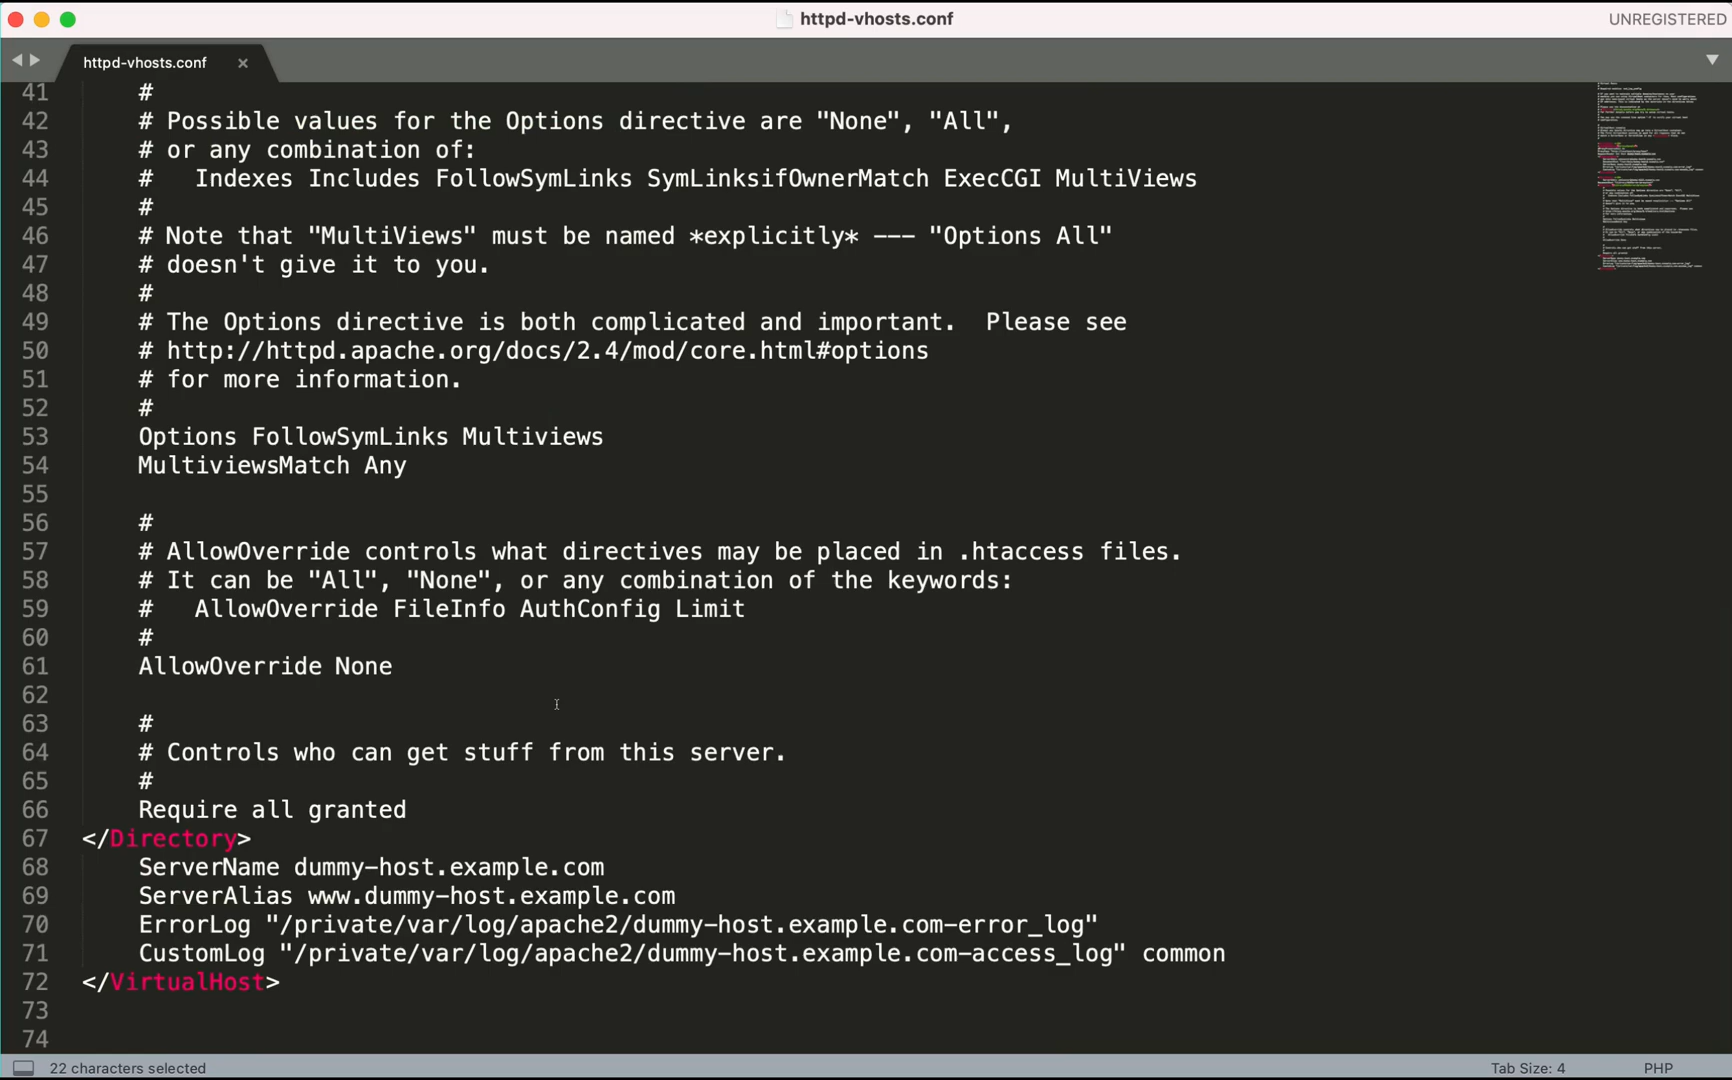 httpd-vhosts.conf
UNREGISTERED
httpd-vhosts.conf ×
41 #
42 # Possible values for the Options directive are "None", "All",
43 # or any combination of:
44 #   Indexes Includes FollowSymLinks SymLinksifOwnerMatch ExecCGI MultiViews
45 #
46 # Note that "MultiViews" must be named *explicitly* --- "Options All"
47 # doesn't give it to you.
48 #
49 # The Options directive is both complicated and important.  Please see
50 # http://httpd.apache.org/docs/2.4/mod/core.html#options
51 # for more information.
52 #
53 Options FollowSymLinks Multiviews
54 MultiviewsMatch Any
55
56 #
57 # AllowOverride controls what directives may be placed in .htaccess files.
58 # It can be "All", "None", or any combination of the keywords:
59 #   AllowOverride FileInfo AuthConfig Limit
60 #
61 AllowOverride None
62
63 #
64 # Controls who can get stuff from this server.
65 #
66 Require all granted
67 </Directory>
68 ServerName dummy-host.example.com
69 ServerAlias www.dummy-host.example.com
70 ErrorLog "/private/var/log/apache2/dummy-host.example.com-error_log"
71 CustomLog "/private/var/log/apache2/dummy-host.example.com-access_log" common
72 </VirtualHost>
73
74
22 characters selected
Tab Size: 4
PHP